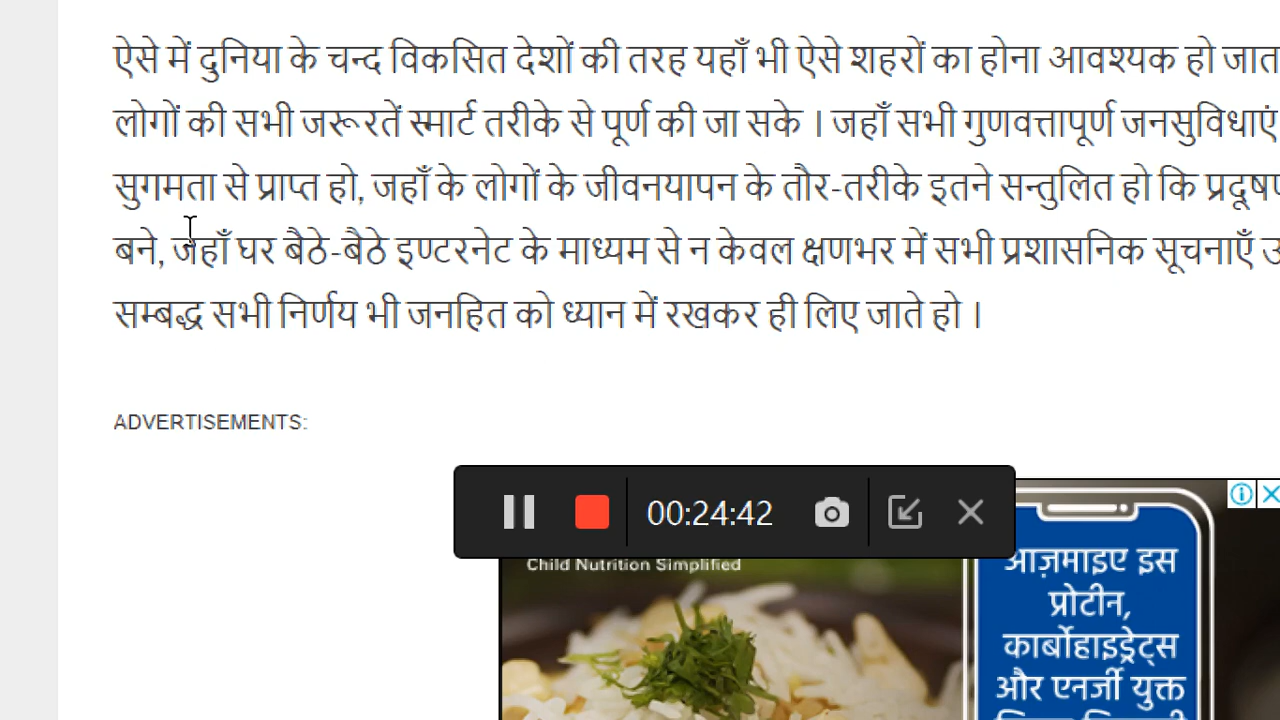 ऐसे में दुनिया के चन्द विकसित देशों की तरह यहाँ भी ऐसे शहरों का होना आवश्यक हो जात
लोगों की सभी जरूरतें स्मार्ट तरीके से पूर्ण की जा सके । जहाँ सभी गुणवत्तापूर्ण जनसुविधाएं
सुगमता से प्राप्त हो, जहाँ के लोगों के जीवनयापन के तौर-तरीके इतने सन्तुलित हो कि
बने, जहाँ घर बैठे-बैठे इण्टरनेट के माध्यम से न केवल क्षणभर में सभी प्रशासनिक सूचनाएँ
सम्बद्ध सभी निर्णय भी जनहित को ध्यान में रखकर ही लिए जाते हो ।
ADVERTISEMENTS:
00:24:42
Child Nutrition Simplified
आज़माइए इस
प्रोटीन,
कार्बोहाइड्रेट्स
और एनर्जी युक्त